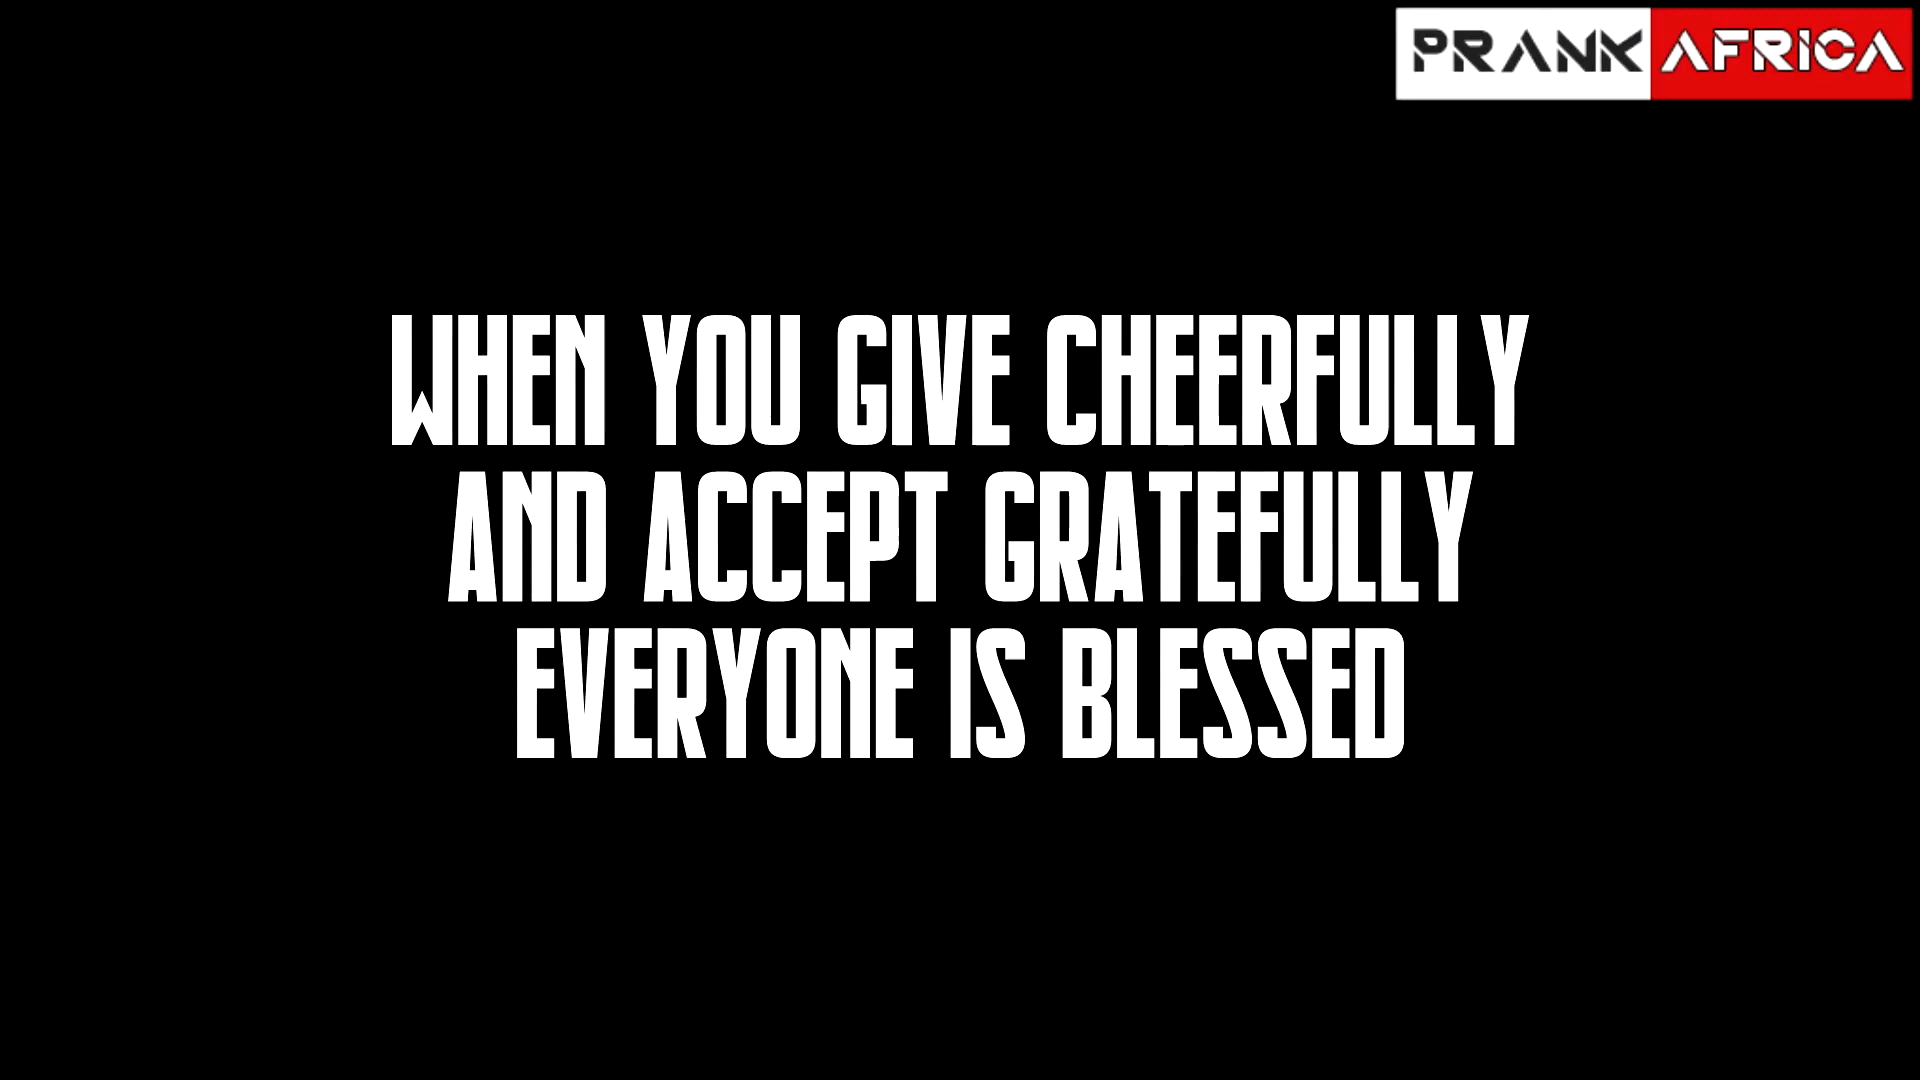 PRANK AFRICA
WHEN YOU GIVE CHEERFULLY
AND ACCEPT GRATEFULLY
EVERYONE IS BLESSED